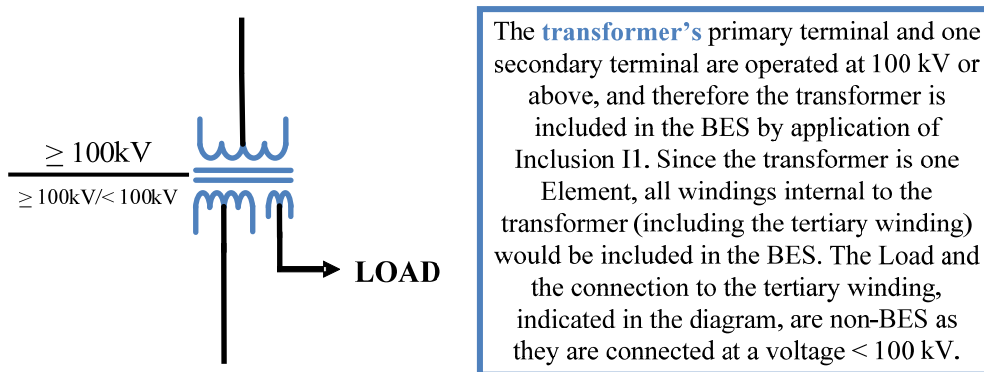 ≥ 100kV
≥ 100kV/< 100kV
LOAD
The transformer's primary terminal and one
secondary terminal are operated at 100 kV or
above, and therefore the transformer is
included in the BES by application of
Inclusion I1. Since the transformer is one
Element, all windings internal to the
transformer (including the tertiary winding)
would be included in the BES. The Load and
the connection to the tertiary winding,
indicated in the diagram, are non-BES as
they are connected at a voltage < 100 kV.